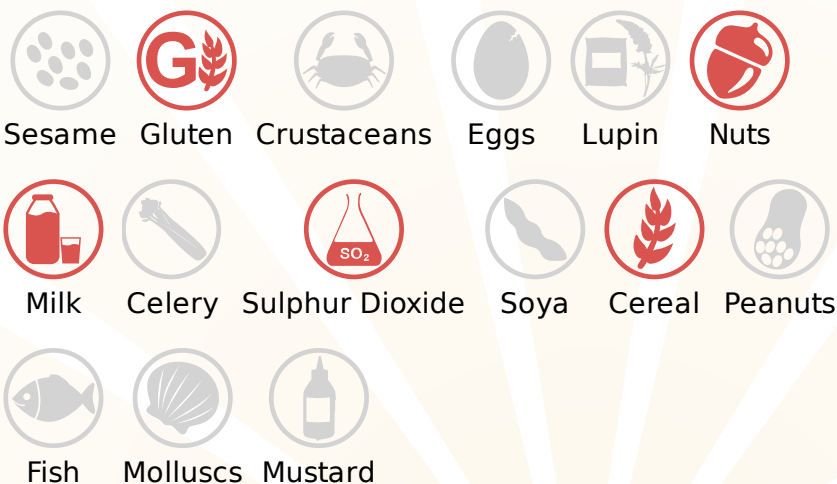 G
Sesame Gluten Crustaceans Eggs Lupin Nuts
SO₂
Milk Celery Sulphur Dioxide Soya Cereal Peanuts
Fish Molluscs Mustard